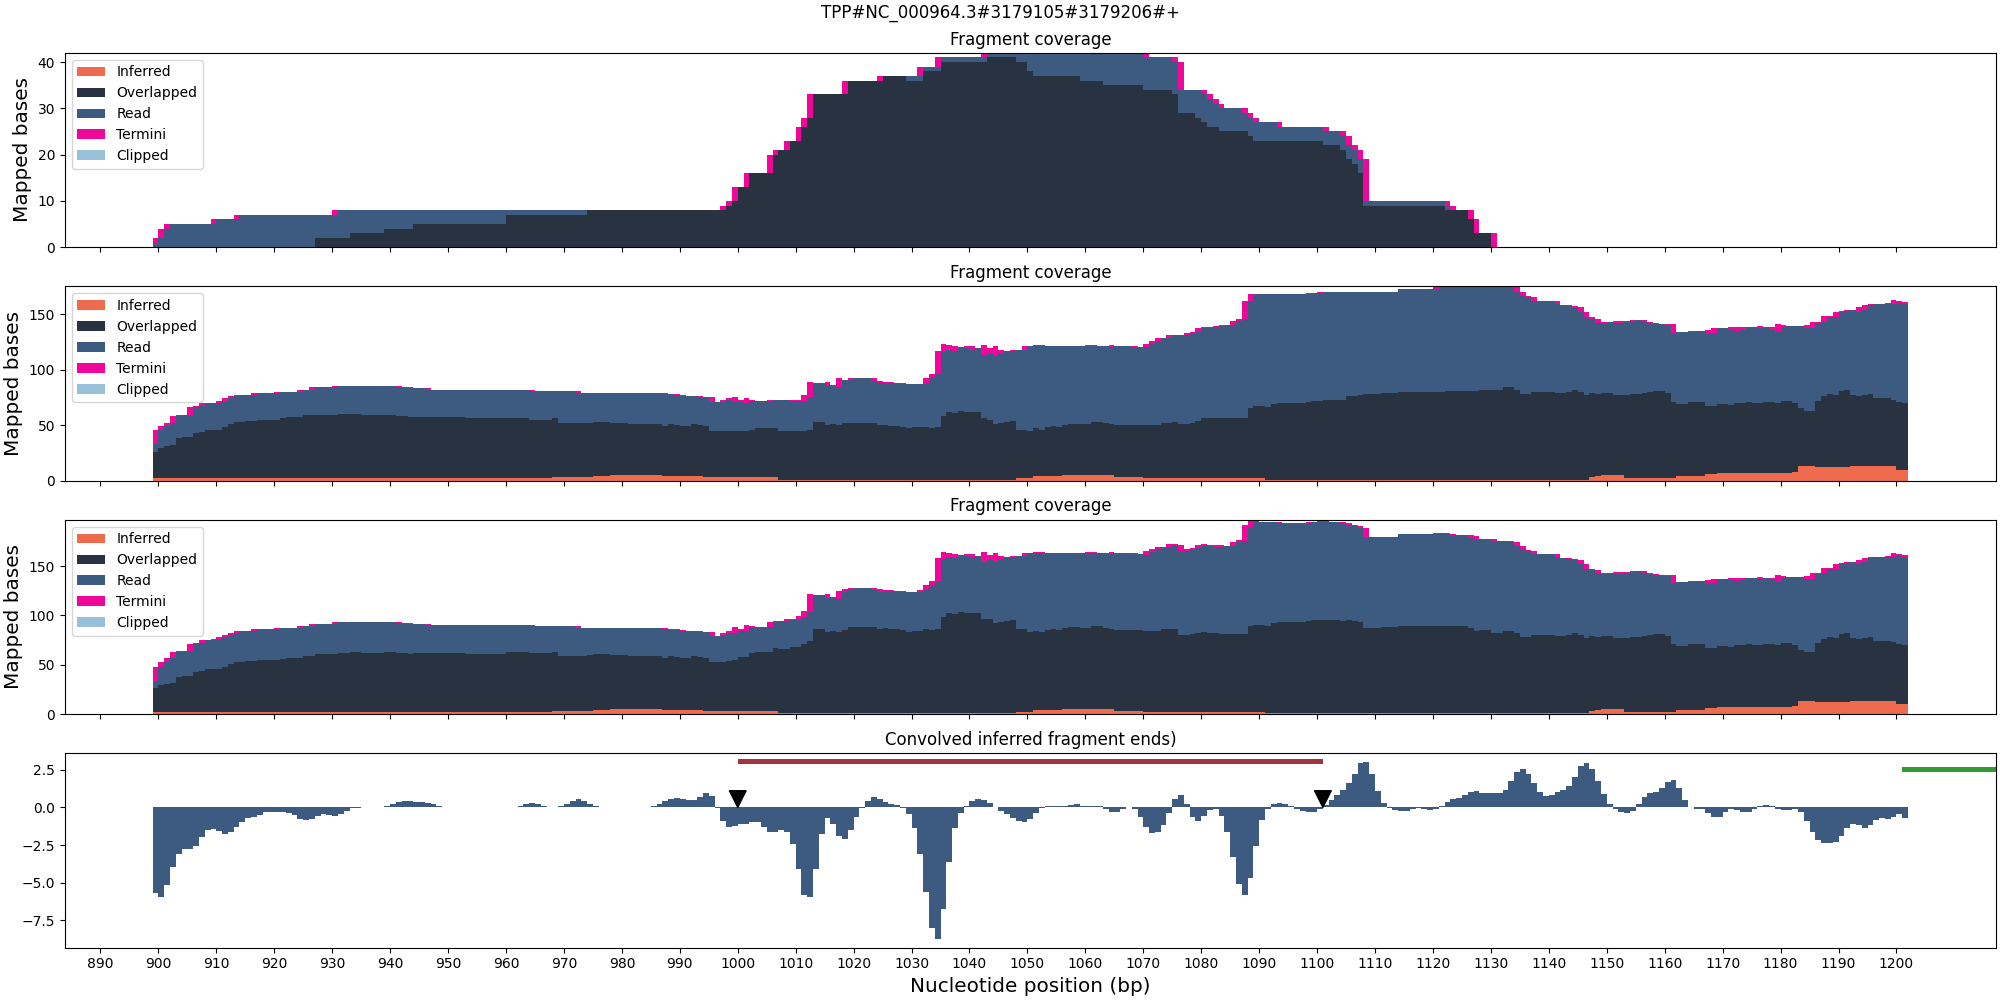 TPP#NC_000964.3#3179105#3179206#+
Fragment coverage
Mapped bases
40
30
20
10
0
Inferred
Overlapped
Read
Termini
Clipped
Fragment coverage
Mapped bases
150
100
50
0
Inferred
Overlapped
Read
Termini
Clipped
Fragment coverage
Mapped bases
150
100
50
0
Inferred
Overlapped
Read
Termini
Clipped
Convolved inferred fragment ends)
2.5
0.0
−2.5
−5.0
−7.5
890 900 910 920 930 940 950 960 970 980 990 1000 1010 1020 1030 1040 1050 1060 1070 1080 1090 1100 1110 1120 1130 1140 1150 1160 1170 1180 1190 1200
Nucleotide position (bp)